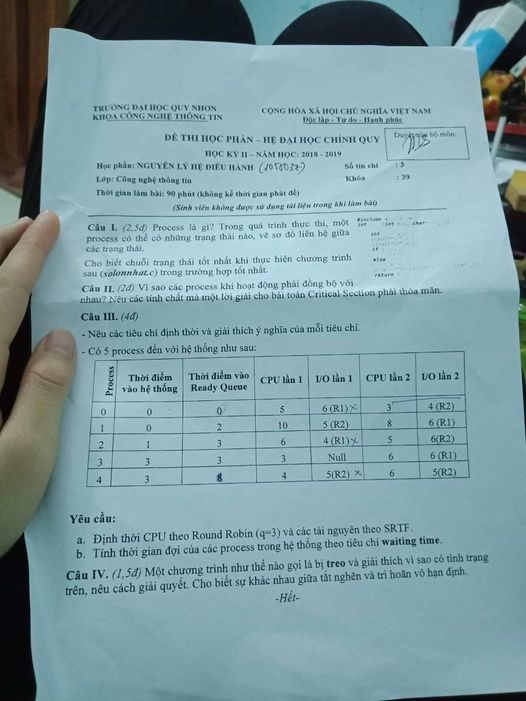 TRƯỜNG ĐẠI HỌC QUY NHƠN
KHOA CÔNG NGHỆ THÔNG TIN
CỘNG HÒA XÃ HỘI CHỦ NGHĨA VIỆT NAM
Độc lập - Tự do - Hạnh phúc
ĐỀ THI HỌC PHẦN – HỆ ĐẠI HỌC CHÍNH QUY
HỌC KỲ II – NĂM HỌC: 2018 - 2019
Duyệt của bộ môn:
Học phần: NGUYÊN LÝ HỆ ĐIỀU HÀNH (1050037)
Số tín chỉ : 3
Lớp: Công nghệ thông tin
Khóa : 39
Thời gian làm bài: 90 phút (không kể thời gian phát đề)
(Sinh viên không được sử dụng tài liệu trong khi làm bài)
Câu I. (2,5đ) Process là gì? Trong quá trình thực thi, một
process có thể có những trạng thái nào, vẽ sơ đồ liên hệ giữa
các trạng thái.
Cho biết chuỗi trạng thái tốt nhất khi thực hiện chương trình
sau (solonnhat.c) trong trường hợp tốt nhất.
#include
int int char
int
if
else
return
Câu II. (2đ) Vì sao các process khi hoạt động phải đồng bộ với
nhau? Nêu các tính chất mà một lời giải cho bài toán Critical Section phải thỏa mãn.
Câu III. (4đ)
- Nêu các tiêu chí định thời và giải thích ý nghĩa của mỗi tiêu chí.
- Có 5 process đến với hệ thống như sau:
Process Thời điểm vào hệ thống Thời điểm vào Ready Queue CPU lần 1 I/O lần 1 CPU lần 2 I/O lần 2
0 0 0 5 6 (R1) 3 4 (R2)
1 0 2 10 5 (R2) 8 6 (R1)
2 1 3 6 4 (R1) 5 6(R2)
3 3 3 3 Null 6 6 (R1)
4 3 8 4 5(R2) 6 5(R2)
Yêu cầu:
a. Định thời CPU theo Round Robin (q=3) và các tài nguyên theo SRTF.
b. Tính thời gian đợi của các process trong hệ thống theo tiêu chí waiting time.
Câu IV. (1,5đ) Một chương trình như thế nào gọi là bị treo và giải thích vì sao có tình trạng
trên, nêu cách giải quyết. Cho biết sự khác nhau giữa tắt nghẽn và trì hoãn vô hạn định.
-Hết-